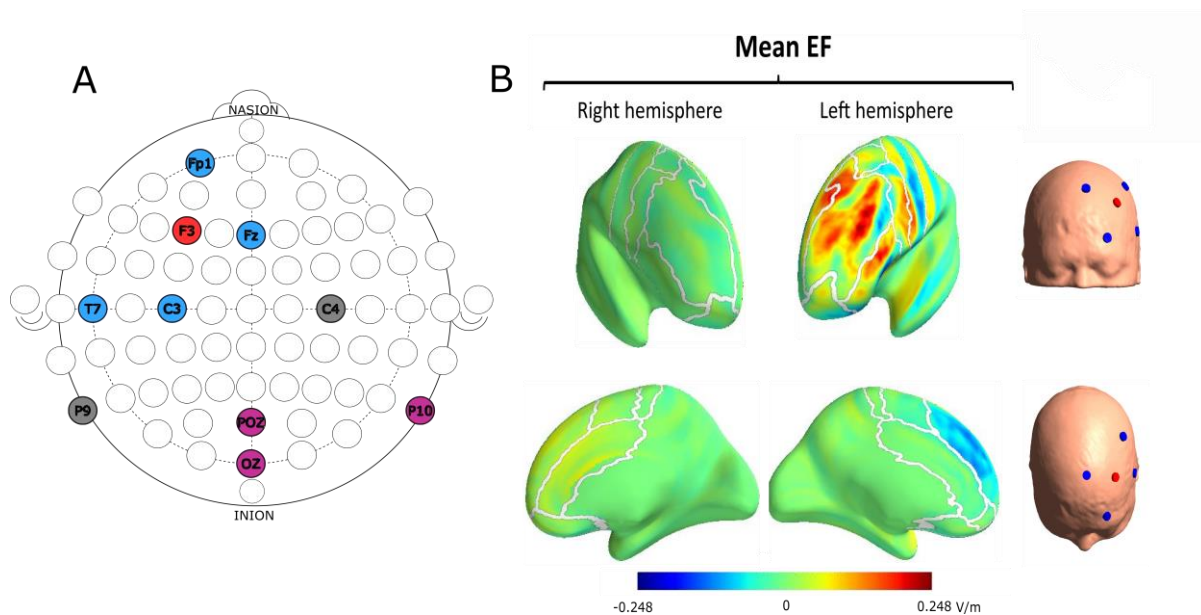 A
NASION
Fp1
F3
Fz
T7
C3
C4
P9
POZ
P10
OZ
INION
B
Mean EF
Right hemisphere
Left hemisphere
-0.248
0
0.248 V/m